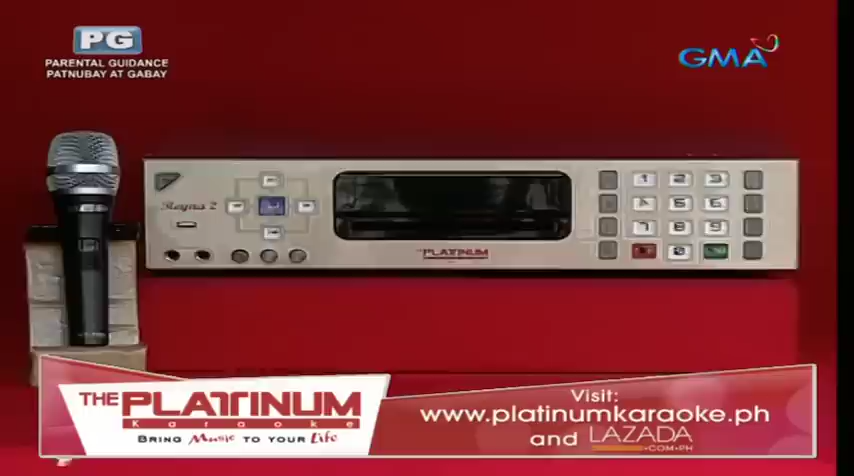 PG
PARENTAL GUIDANCE
PATNUBAY AT GABAY
GMA
Reyna 2
1 2 3
4 5 6
7 8 9
0
THE PLATINUM
THE PLATINUM
Karaoke
BRING Music TO YOUR Life
Visit:
www.platinumkaraoke.ph
and LAZADA
.COM.PH